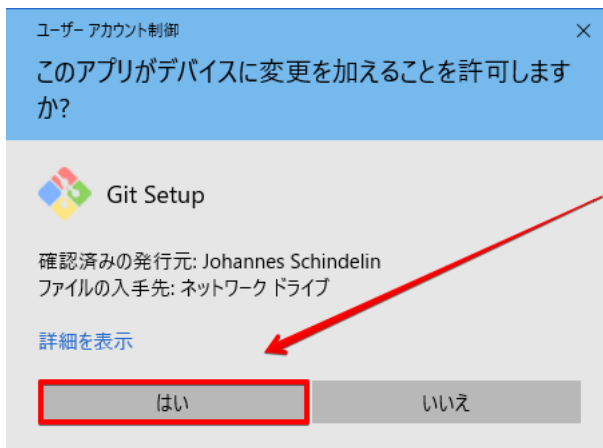 ユーザー アカウント制御
このアプリがデバイスに変更を加えることを許可します
か?
Git Setup
確認済みの発行元: Johannes Schindelin
ファイルの入手先: ネットワーク ドライブ
詳細を表示
はい
いいえ